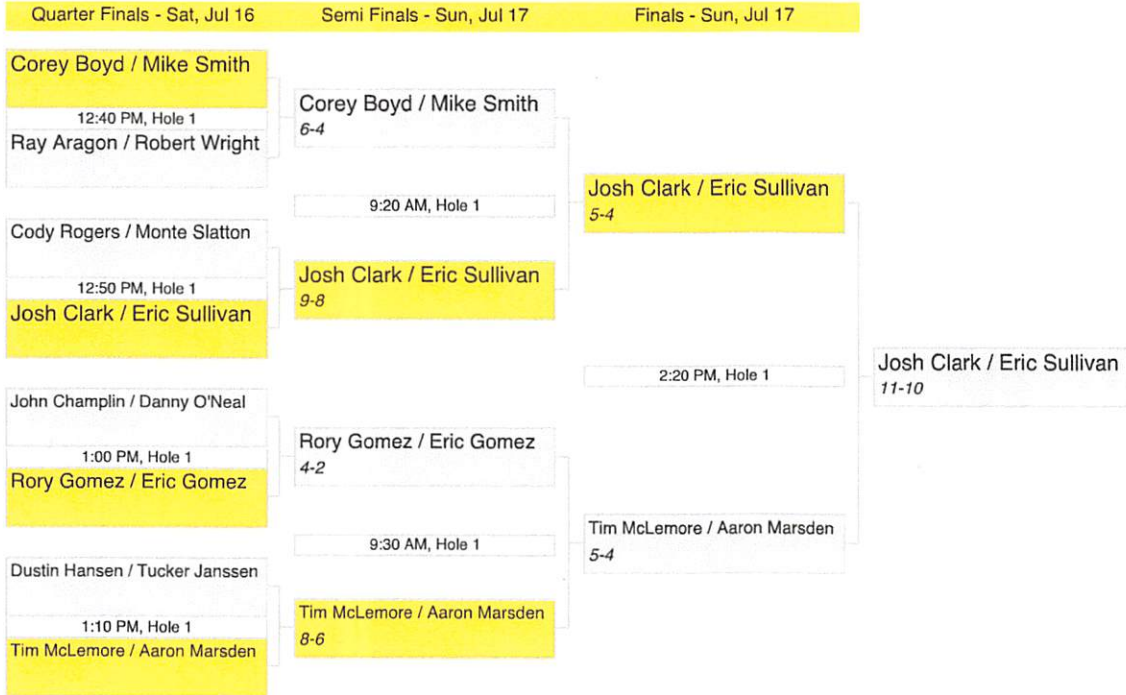 Quarter Finals - Sat, Jul 16
Semi Finals - Sun, Jul 17
Finals - Sun, Jul 17
Corey Boyd / Mike Smith
12:40 PM, Hole 1
Ray Aragon / Robert Wright
Cody Rogers / Monte Slatton
12:50 PM, Hole 1
Josh Clark / Eric Sullivan
John Champlin / Danny O'Neal
1:00 PM, Hole 1
Rory Gomez / Eric Gomez
Dustin Hansen / Tucker Janssen
1:10 PM, Hole 1
Tim McLemore / Aaron Marsden
Corey Boyd / Mike Smith
6-4
9:20 AM, Hole 1
Josh Clark / Eric Sullivan
9-8
Rory Gomez / Eric Gomez
4-2
9:30 AM, Hole 1
Tim McLemore / Aaron Marsden
8-6
Josh Clark / Eric Sullivan
5-4
2:20 PM, Hole 1
Tim McLemore / Aaron Marsden
5-4
Josh Clark / Eric Sullivan
11-10